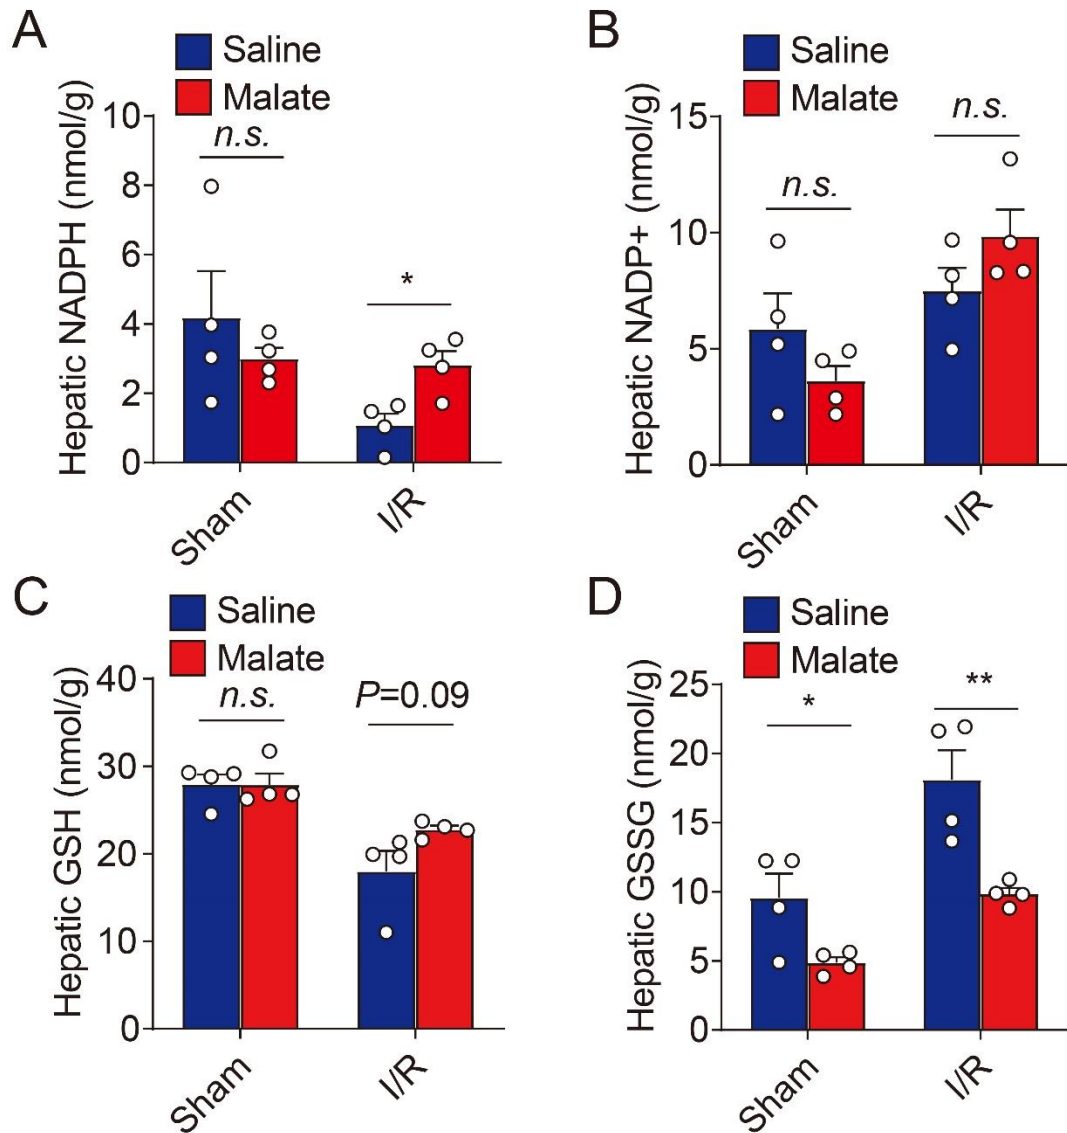 A
Saline
Malate
Hepatic NADPH (nmol/g)
10
8
6
4
2
0
n.s.
*
Sham
I/R
B
Saline
Malate
Hepatic NADP+ (nmol/g)
15
10
5
0
n.s.
n.s.
Sham
I/R
C
Saline
Malate
Hepatic GSH (nmol/g)
40
30
20
10
0
n.s.
P=0.09
Sham
I/R
D
Saline
Malate
Hepatic GSSG (nmol/g)
25
20
15
10
5
0
*
**
Sham
I/R